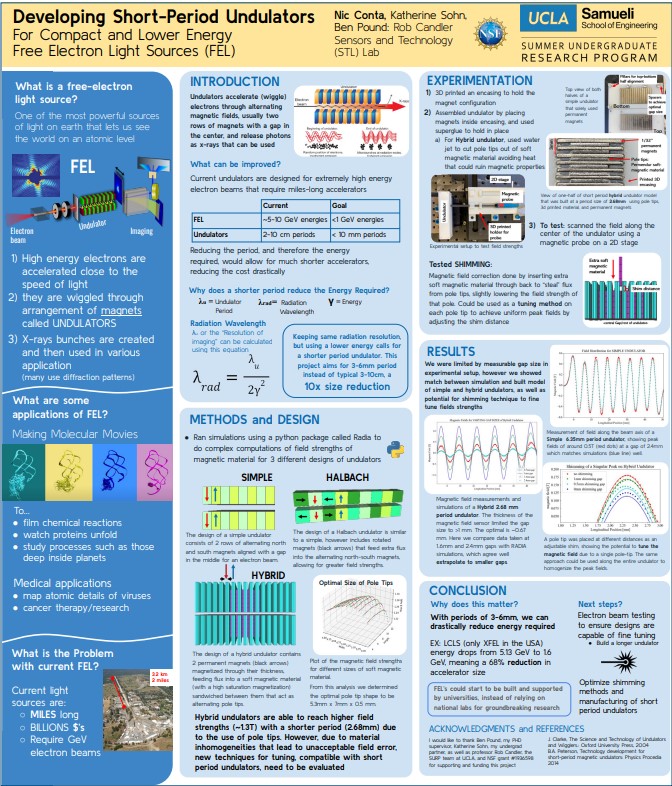 Developing Short-Period Undulators
For Compact and Lower Energy
Free Electron Light Sources (FEL)
Nic Conta, Katherine Sohn,
Ben Pound: Rob Candler
Sensors and Technology
(STL) Lab
NSF
UCLA
Samueli
School of Engineering
SUMMER UNDERGRADUATE
RESEARCH PROGRAM
What is a free-electron
light source?
One of the most powerful sources
of light on earth that lets us see
the world on an atomic level
FEL
Electron
beam
Undulator
Imaging
1) High energy electrons are
accelerated close to the
speed of light
2) they are wiggled through
arrangement of magnets
called UNDULATORS
3) X-rays bunches are created
and then used in various
application
(many use diffraction patterns)
What are some
applications of FEL?
Making Molecular Movies
To...
● film chemical reactions
● watch proteins unfold
● study processes such as those
deep inside planets
Medical applications
● map atomic details of viruses
● cancer therapy/research
What is the Problem
with current FEL?
Current light
sources are:
○ MILES long
○ BILLIONS $'s
○ Require GeV
electron beams
3.2 km
2 miles
INTRODUCTION
Undulators accelerate (wiggle)
electrons through alternating
magnetic fields, usually two
rows of magnets with a gap in
the center, and release photons
as x-rays that can be used
What can be improved?
Current undulators are designed for extremely high energy
electron beams that require miles-long accelerators
Current Goal
FEL ~5-10 GeV energies <1 GeV energies
Undulators 2-10 cm periods < 10 mm periods
Reducing the period, and therefore the energy
required, would allow for much shorter accelerators,
reducing the cost drastically
Why does a shorter period reduce the Energy Required?
λu = Undulator Period
λrad= Radiation Wavelength
γ = Energy
Radiation Wavelength
Aᵣ or the "Resolution of
imaging" can be calculated
using this equation
λrad = λu / 2γ²
Keeping same radiation resolution,
but using a lower energy calls for
a shorter period undulator. This
project aims for 3-6mm period
instead of typical 3-10cm, a
10x size reduction
METHODS and DESIGN
● Ran simulations using a python package called Radia to
do complex computations of field strengths of
magnetic material for 3 different designs of undulators
SIMPLE
HALBACH
The design of a simple undulator
consists of 2 rows of alternating north
and south magnets aligned with a gap
in the middle for an electron beam
The design of a Halbach undulator is similar
to a simple, however includes rotated
magnets (black arrows) that feed extra flux
into the alternating north-south magnets,
allowing for greater field strengths.
HYBRID
Optimal Size of Pole Tips
The design of a hybrid undulator contains
2 permanent magnets (black arrows)
magnetized through their thickness,
feeding flux into a soft magnetic material
(with a high saturation magnetization)
sandwiched between them that act as
alternating pole tips
Plot of the magnetic field strengths
for different sizes of soft magnetic
material.
From this analysis we determined
the optimal pole tip shape to be
5.3mm x 7mm x 0.5 mm
Hybrid undulators are able to reach higher field
strengths (~1.3T) with a shorter period (2.68mm) due
to the use of pole tips. However, due to material
inhomogeneities that lead to unacceptable field error,
new techniques for tuning, compatible with short
period undulators, need to be evaluated
EXPERIMENTATION
1) 3D printed an encasing to hold the
magnet configuration
2) Assembled undulator by placing
magnets inside encasing, and used
superglue to hold in place
a) For Hybrid undulator, used water
jet to cut pole tips out of soft
magnetic material avoiding heat
that could ruin magnetic properties
Top view of both
halves of a
simple undulator
that solely used
permanent
magnets
Bottom
Top
1/32"
permanent
magnets
Pole tips:
Permendur soft-
magnetic material
Printed 3D
encasing
View of one-half of short period hybrid undulator model
that was built at a period size of 2.68mm using pole tips,
3d printed material and permanent magnets
Undulator
2D stage
Magnetic
probe
3D printed
holder for
probe
Experimental setup to test field strengths
3) To test: scanned the field along the
center of the undulator using a
magnetic probe on a 2D stage
Tested SHIMMING:
Magnetic field correction done by inserting extra
soft magnetic material through back to "steal" flux
from pole tips, slightly lowering the field strength of
that pole. Could be used as a tuning method on
each pole tip to achieve uniform peak fields by
adjusting the shim distance
Extra soft
magnetic
material
Shim distance
RESULTS
We were limited by measurable gap size in
experimental setup, however we showed
match between simulation and built model
of simple and hybrid undulators, as well as
potential for shimming technique to fine
tune fields strengths
Measurement of field along the beam axis of a
Simple 6.35mm period undulator, showing peak
fields of around 0.5T (red dots) at a gap of 2.4mm
which matches simulations (blue line) well.
Magnetic field measurements and
simulations of a Hybrid 2.68 mm
period undulator. The thickness of the
magnetic field sensor limited the gap
size to >1 mm. The optimal is ~0.67
mm. Here we compare data taken at
1.6mm and 2.4mm gaps with RADIA
simulations, which agree well
extrapolate to smaller gaps
Shimming of a Singular Peak on Hybrid Undulator
A pole tip was placed at different distances as an
adjustable shim; showing the potential to tune the
magnetic field due to a single pole-tip. The same
approach could be used along the entire undulator to
homogenize the peak fields.
CONCLUSION
Why does this matter?
With periods of 3-6mm, we can
drastically reduce energy required
EX: LCLS (only XFEL in the USA)
energy drops from 5.13 GeV to 1.6
GeV, meaning a 68% reduction in
accelerator size
FEL's could to start be built and supported
by universities, instead of relying on
national labs for groundbreaking research
Next steps?
Electron beam testing
to ensure designs are
capable of fine tuning
● Build a longer undulator
Optimize shimming
methods and
manufacturing of short
period undulators
ACKNOWLEDGMENTS and REFERENCES
I would like to thank Ben Pound, my PHD
supervisor, Katherine Sohn, my undergrad
partner, as well as professor Rob Candler, the
SURP team at UCLA, and NSF grant #1936598
for supporting and funding this project
J. Clarke, The Science and Technology of Undulators
and Wigglers. Oxford University Press, 2004
B.A. Peterson, Technology development for
short-period magnetic undulators. Physics Procedia
2014